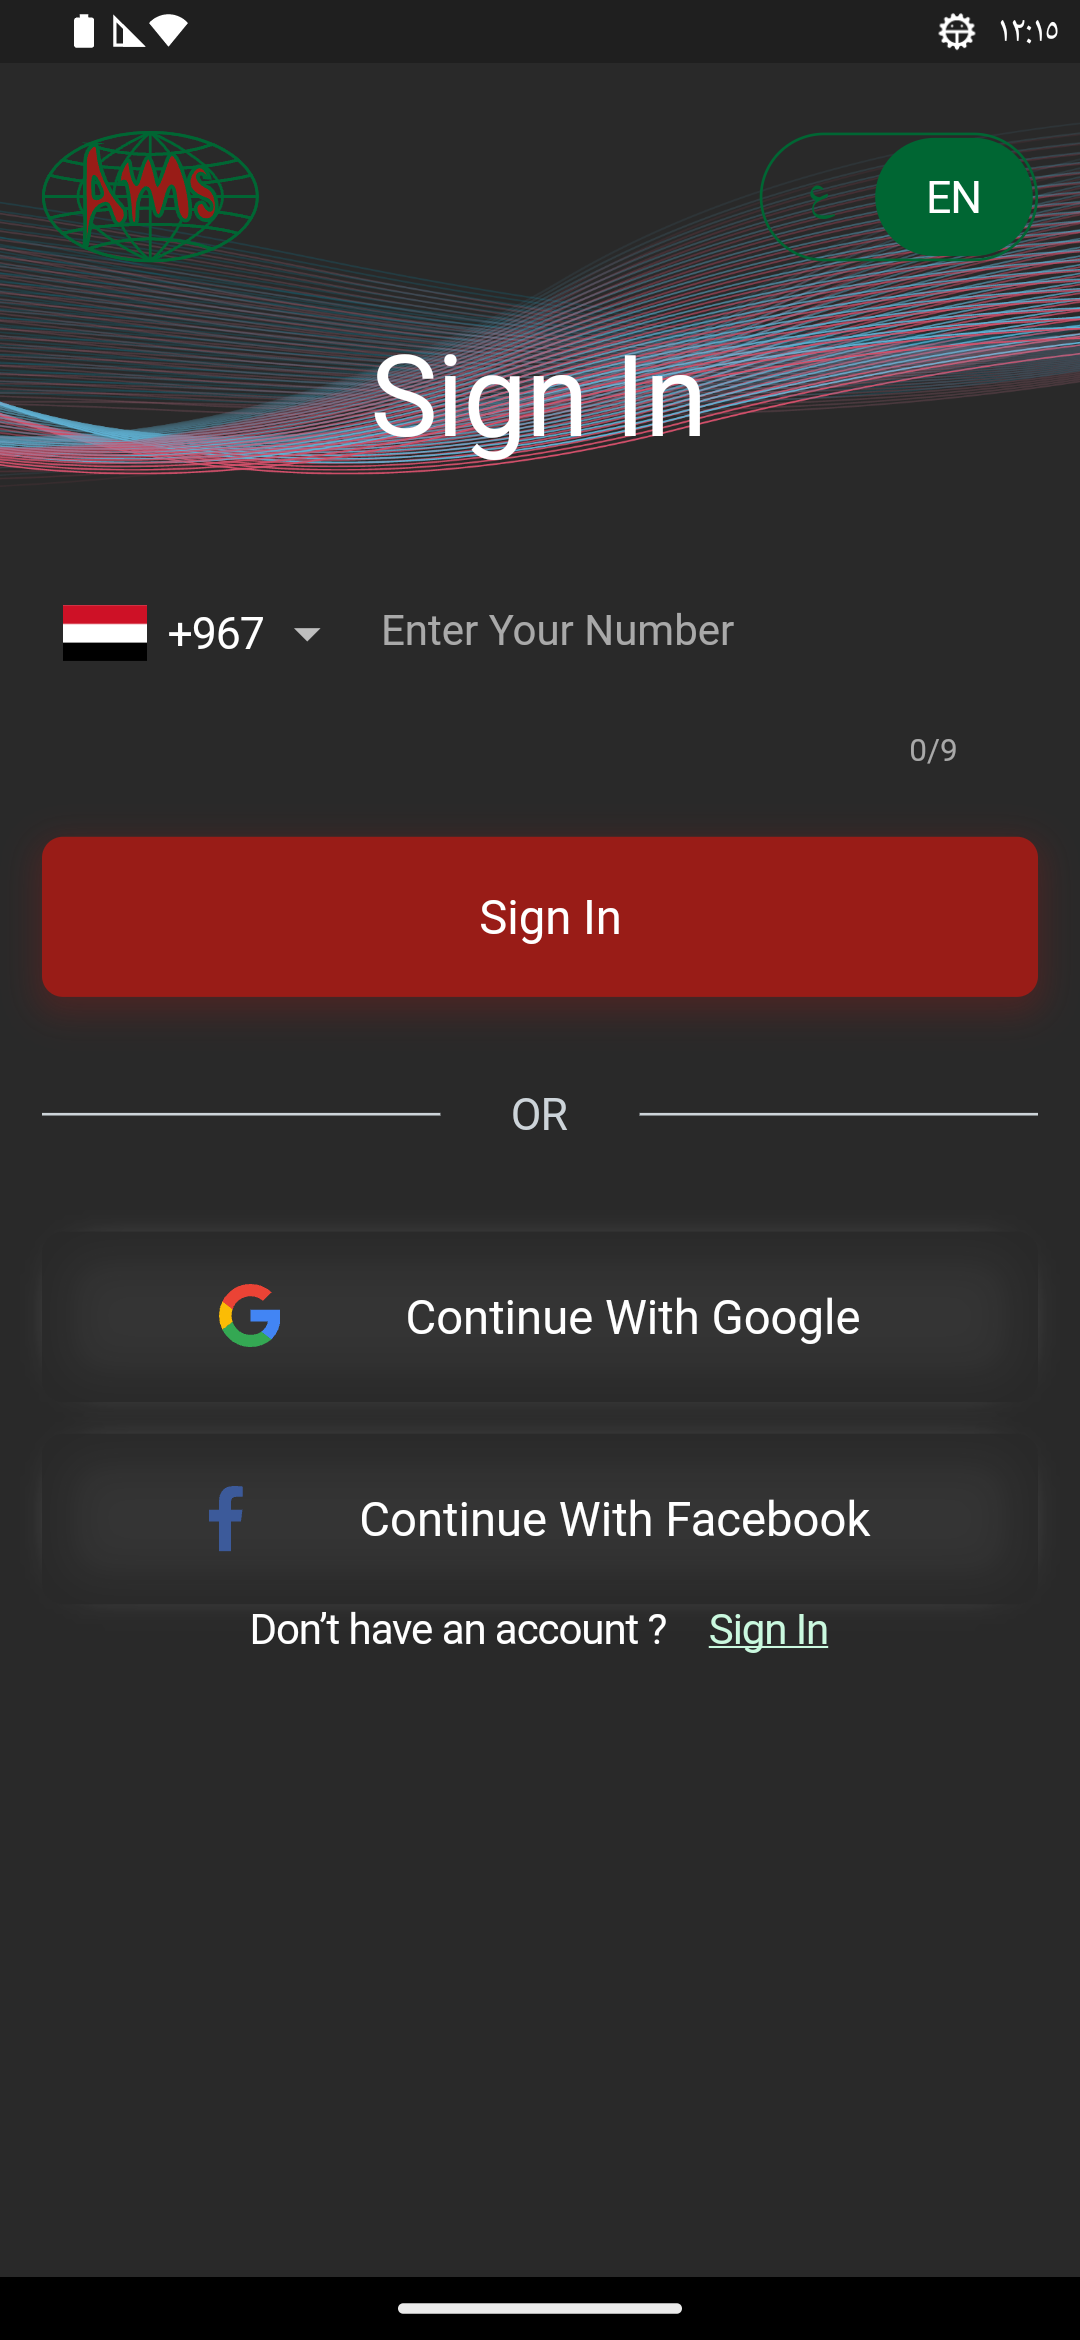 ١٢:١٥
AMS
ع
EN
Sign In
+967
Enter Your Number
0/9
Sign In
OR
Continue With Google
Continue With Facebook
Don’t have an account ? Sign In